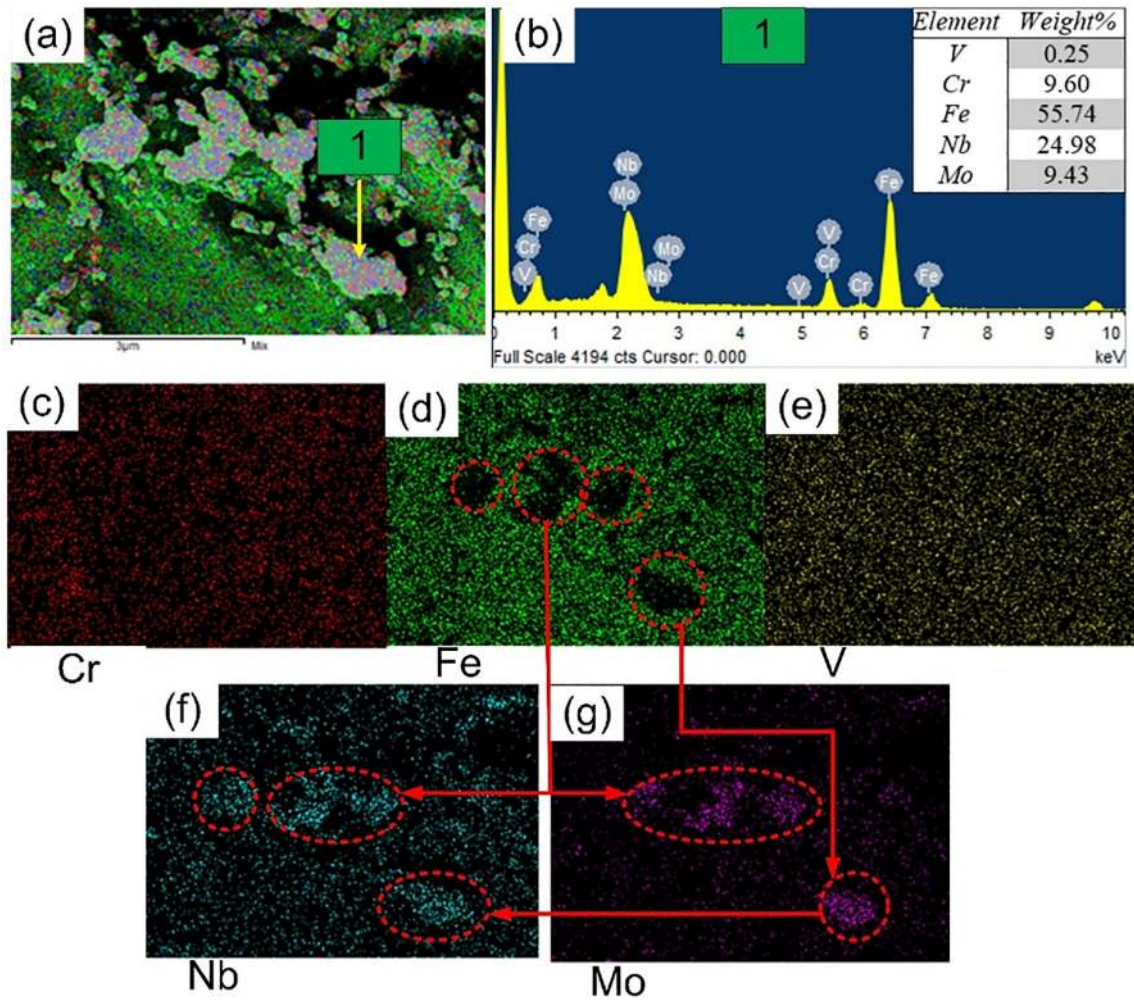 (a)
1
3μm
Mix
(b)
1
Element Weight%
V 0.25
Cr 9.60
Fe 55.74
Nb 24.98
Mo 9.43
Nb
Mo
Fe
Cr
V
Mo
Nb
V
Cr
V
Cr
Fe
Fe
0 1 2 3 4 5 6 7 8 9 10
Full Scale 4194 cts Cursor: 0.000
keV
(c)
Cr
(d)
Fe
(e)
V
(f)
Nb
(g)
Mo